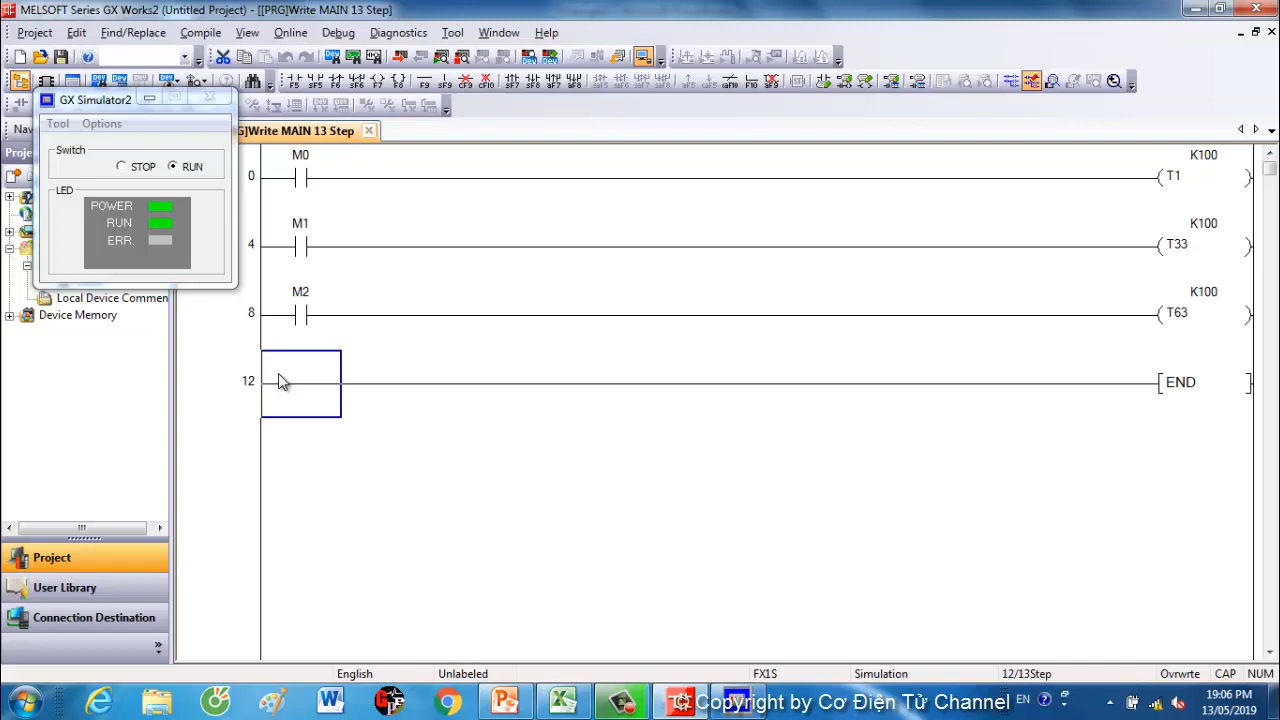 MELSOFT Series GX Works2 (Untitled Project) - [[PRG]Write MAIN 13 Step]
Project Edit Find/Replace Compile View Online Debug Diagnostics Tool Window Help
GX Simulator2
Tool Options
Switch
STOP RUN
LED
POWER
RUN
ERR.
Local Device Commen
Device Memory
Project
User Library
Connection Destination
G]Write MAIN 13 Step
M0 K100
0 T1
M1 K100
4 T33
M2 K100
8 T63
12 END
English Unlabeled FX1S Simulation 12/13Step Ovrwrte CAP NUM
Copyright by Cơ Điện Tử Channel
EN
19:06 PM
13/05/2019